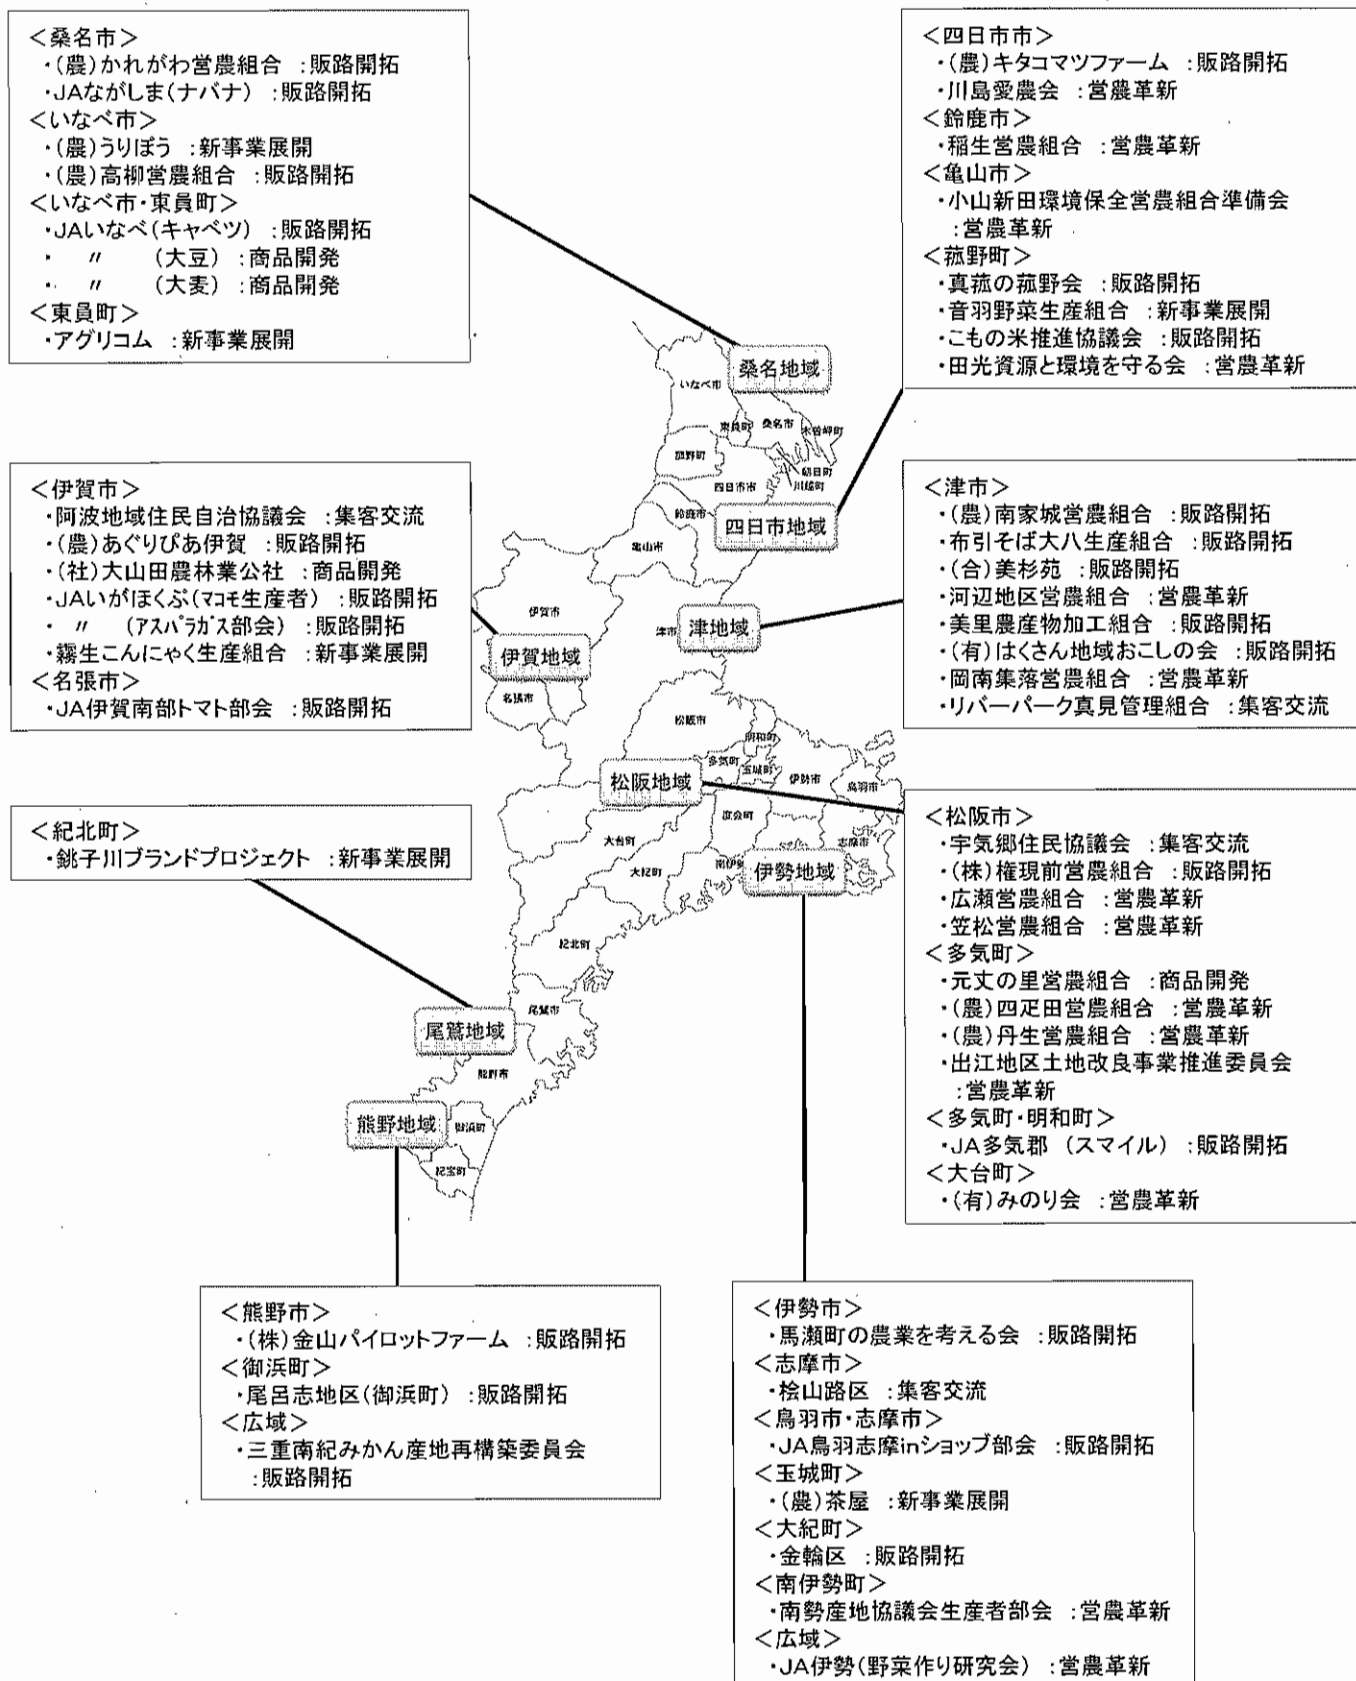 ＜桑名市＞
・(農)かれがわ営農組合 ：販路開拓
・JAながしま(ナバナ) ：販路開拓
＜いなべ市＞
・(農)うりぼう ：新事業展開
・(農)高柳営農組合 ：販路開拓
＜いなべ市・東員町＞
・JAいなべ(キャベツ) ：販路開拓
・ 〃 (大豆) ：商品開発
・ 〃 (大麦) ：商品開発
＜東員町＞
・アグリコム ：新事業展開
＜四日市市＞
・(農)キタコマツファーム ：販路開拓
・川島愛農会 ：営農革新
＜鈴鹿市＞
・稲生営農組合 ：営農革新
＜亀山市＞
・小山新田環境保全営農組合準備会
：営農革新
＜菰野町＞
・真菰の菰野会 ：販路開拓
・音羽野菜生産組合 ：新事業展開
・こもの米推進協議会 ：販路開拓
・田光資源と環境を守る会 ：営農革新
桑名地域
いなべ市
東員町
桑名市
木曽岬町
菰野町
朝日町
川越町
四日市市
鈴鹿市
四日市地域
亀山市
＜伊賀市＞
・阿波地域住民自治協議会 ：集客交流
・(農)あぐりぴあ伊賀 ：販路開拓
・(社)大山田農林業公社 ：商品開発
・JAいがほくぶ(マコモ生産者) ：販路開拓
・ 〃 (アスパラガス部会) ：販路開拓
・霧生こんにゃく生産組合 ：新事業展開
＜名張市＞
・JA伊賀南部トマト部会 ：販路開拓
＜津市＞
・(農)南家城営農組合 ：販路開拓
・布引そば大八生産組合 ：販路開拓
・(合)美杉苑 ：販路開拓
・河辺地区営農組合 ：営農革新
・美里農産物加工組合 ：販路開拓
・(有)はくさん地域おこしの会 ：販路開拓
・岡南集落営農組合 ：営農革新
・リバーパーク真見管理組合 ：集客交流
伊賀市
津市
津地域
伊賀地域
名張市
松阪市
明和町
多気町
玉城町
伊勢市
鳥羽市
松阪地域
度会町
志摩市
大台町
大紀町
南伊勢
伊勢地域
＜紀北町＞
・銚子川ブランドプロジェクト ：新事業展開
＜松阪市＞
・宇気郷住民協議会 ：集客交流
・(株)権現前営農組合 ：販路開拓
・広瀬営農組合 ：営農革新
・笠松営農組合 ：営農革新
＜多気町＞
・元丈の里営農組合 ：商品開発
・(農)四疋田営農組合 ：営農革新
・(農)丹生営農組合 ：営農革新
・出江地区土地改良事業推進委員会
：営農革新
＜多気町・明和町＞
・JA多気郡 (スマイル) ：販路開拓
＜大台町＞
・(有)みのり会 ：営農革新
紀北町
尾鷲市
尾鷲地域
熊野市
熊野地域
御浜町
紀宝町
＜熊野市＞
・(株)金山パイロットファーム ：販路開拓
＜御浜町＞
・尾呂志地区(御浜町) ：販路開拓
＜広域＞
・三重南紀みかん産地再構築委員会
：販路開拓
＜伊勢市＞
・馬瀬町の農業を考える会 ：販路開拓
＜志摩市＞
・桧山路区 ：集客交流
＜鳥羽市・志摩市＞
・JA鳥羽志摩inショップ部会 ：販路開拓
＜玉城町＞
・(農)茶屋 ：新事業展開
＜大紀町＞
・金輪区 ：販路開拓
＜南伊勢町＞
・南勢産地協議会生産者部会 ：営農革新
＜広域＞
・JA伊勢(野菜作り研究会) ：営農革新